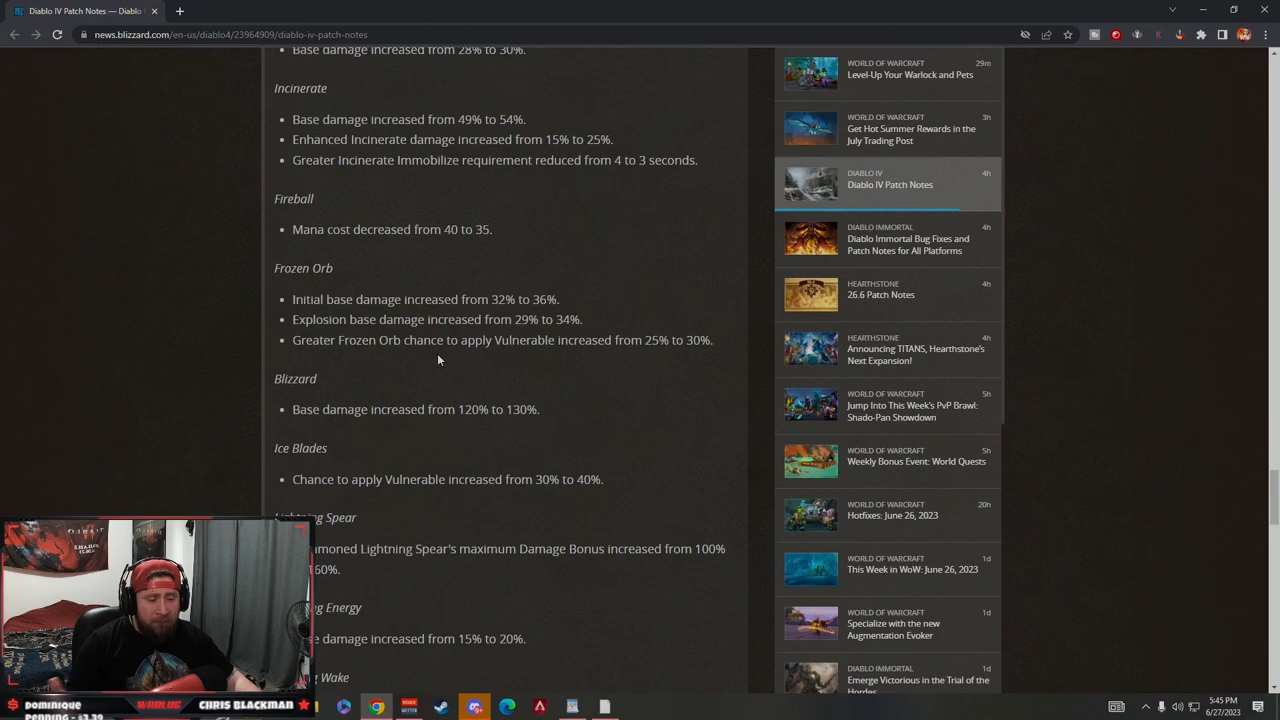 Diablo IV Patch Notes — Blizzard
news.blizzard.com/en-us/diablo4/23964909/diablo-iv-patch-notes
Base damage increased from 28% to 30%.
Incinerate
Base damage increased from 49% to 54%.
Enhanced Incinerate damage increased from 15% to 25%.
Greater Incinerate Immobilize requirement reduced from 4 to 3 seconds.
Fireball
Mana cost decreased from 40 to 35.
Frozen Orb
Initial base damage increased from 32% to 36%.
Explosion base damage increased from 29% to 34%.
Greater Frozen Orb chance to apply Vulnerable increased from 25% to 30%.
Blizzard
Base damage increased from 120% to 130%.
Ice Blades
Chance to apply Vulnerable increased from 30% to 40%.
Lightning Spear
mmoned Lightning Spear's maximum Damage Bonus increased from 100%
160%.
ng Energy
se damage increased from 15% to 20%.
g Wake
WORLD OF WARCRAFT 29m
Level-Up Your Warlock and Pets
WORLD OF WARCRAFT 3h
Get Hot Summer Rewards in the
July Trading Post
DIABLO IV 4h
Diablo IV Patch Notes
DIABLO IMMORTAL 4h
Diablo Immortal Bug Fixes and
Patch Notes for All Platforms
HEARTHSTONE 4h
26.6 Patch Notes
HEARTHSTONE 4h
Announcing TITANS, Hearthstone's
Next Expansion!
WORLD OF WARCRAFT 5h
Jump Into This Week's PvP Brawl:
Shado-Pan Showdown
WORLD OF WARCRAFT 5h
Weekly Bonus Event: World Quests
WORLD OF WARCRAFT 20h
Hotfixes: June 26, 2023
WORLD OF WARCRAFT 1d
This Week in WoW: June 26, 2023
WORLD OF WARCRAFT 1d
Specialize with the new
Augmentation Evoker
DIABLO IMMORTAL 1d
Emerge Victorious in the Trial of the
Hordes
DOMINIQUE
PENNING - $3.39
WARLUC
CHRIS BLACKMAN
5:45 PM
6/27/2023